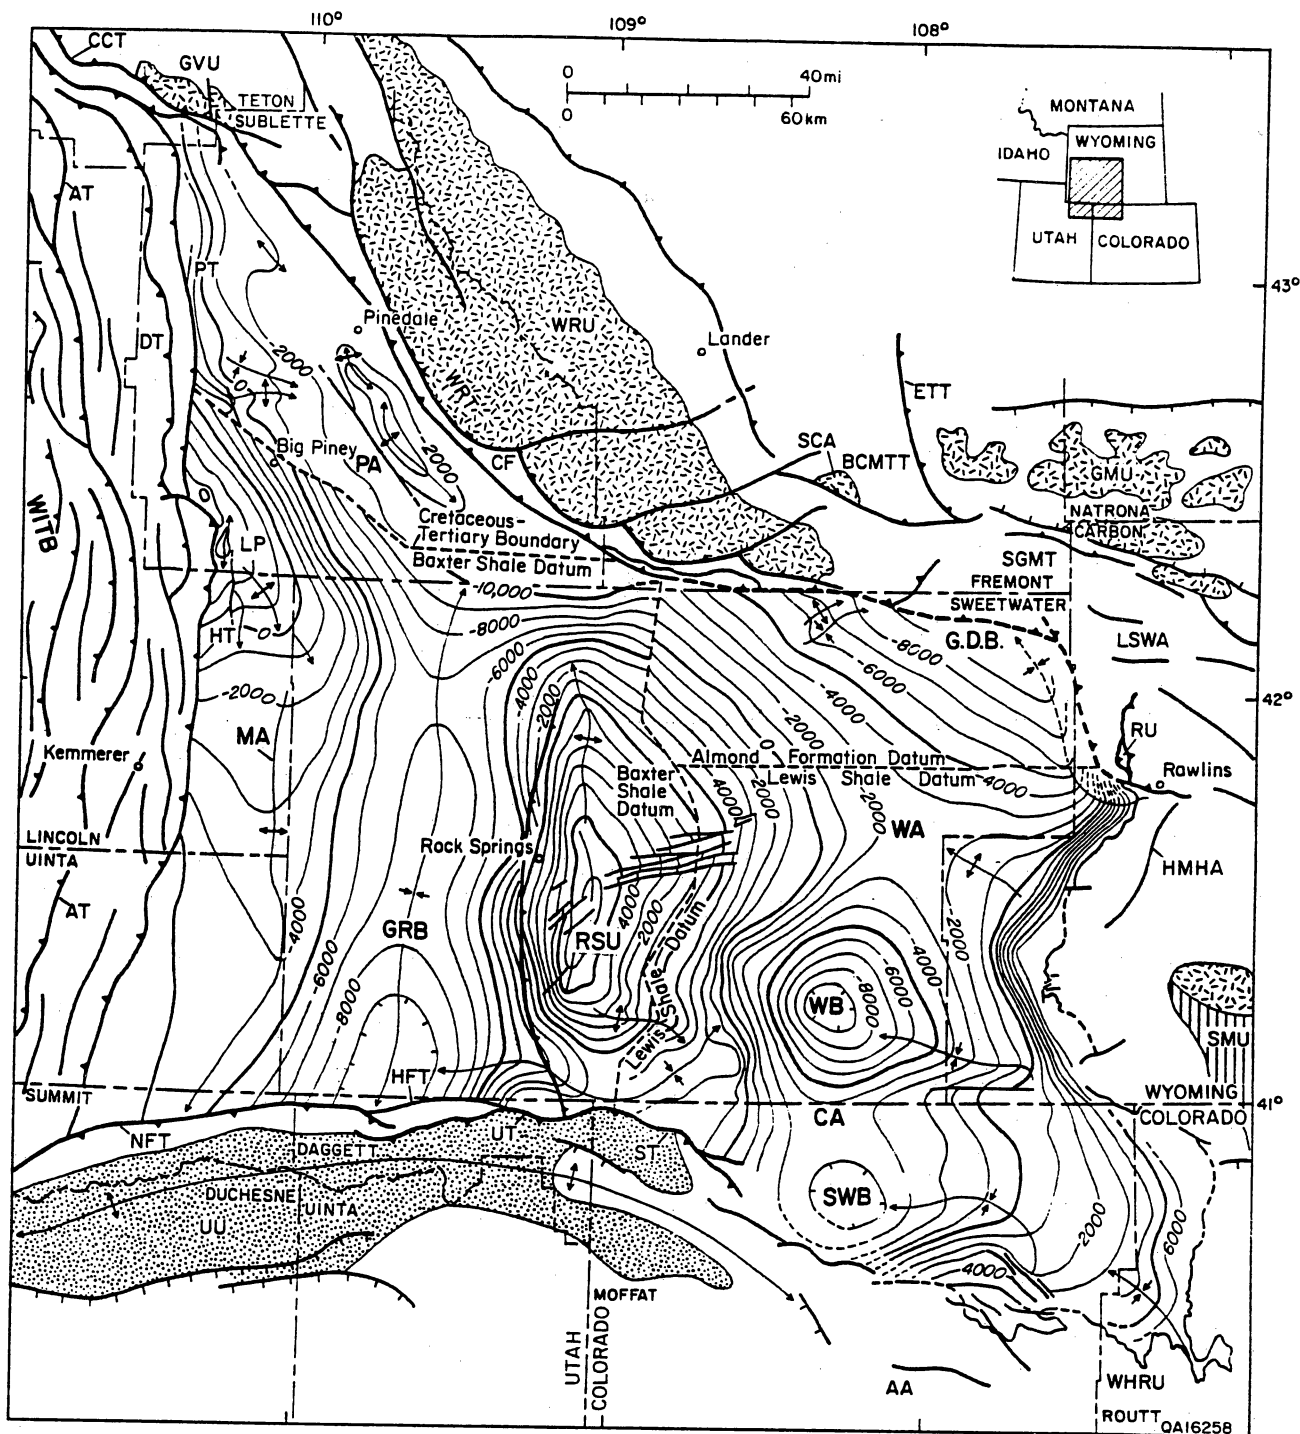 110°
109°
108°
CCT
GVU
TETON
SUBLETTE
0
40mi
0
60km
MONTANA
IDAHO
WYOMING
UTAH
COLORADO
AT
PT
43°
DT
Pinedale
WRU
Lander
-2000
0
WRT
ETT
Big Piney
PA
2000
CF
SCA
BCMTT
GMU
WITB
0
NATRONA
CARBON
Cretaceous-
Tertiary Boundary
LP
Baxter Shale Datum
SGMT
FREMONT
SWEETWATER
-10,000
HT
0
-8000
G.D.B.
-8000
LSWA
-6000
-6000
-2000
-4000
-2000
-4000
42°
MA
-2000
RU
Kemmerer
0
Almond Formation Datum
Lewis Shale Datum
-4000
Rawlins
Baxter
Shale
Datum
4000
2000
-2000
WA
LINCOLN
UINTA
Rock Springs
HMHA
AT
-4000
GRB
4000
2000
RSU
-2000
-4000
-6000
-8000
Lewis Shale Datum
WB
-6000
-8000
SMU
HFT
SUMMIT
WYOMING
COLORADO
41°
CA
NFT
DAGGETT
UT
ST
DUCHESNE
UINTA
UU
SWB
2000
6000
4000
MOFFAT
UTAH
COLORADO
AA
WHRU
ROUTT
QA16258